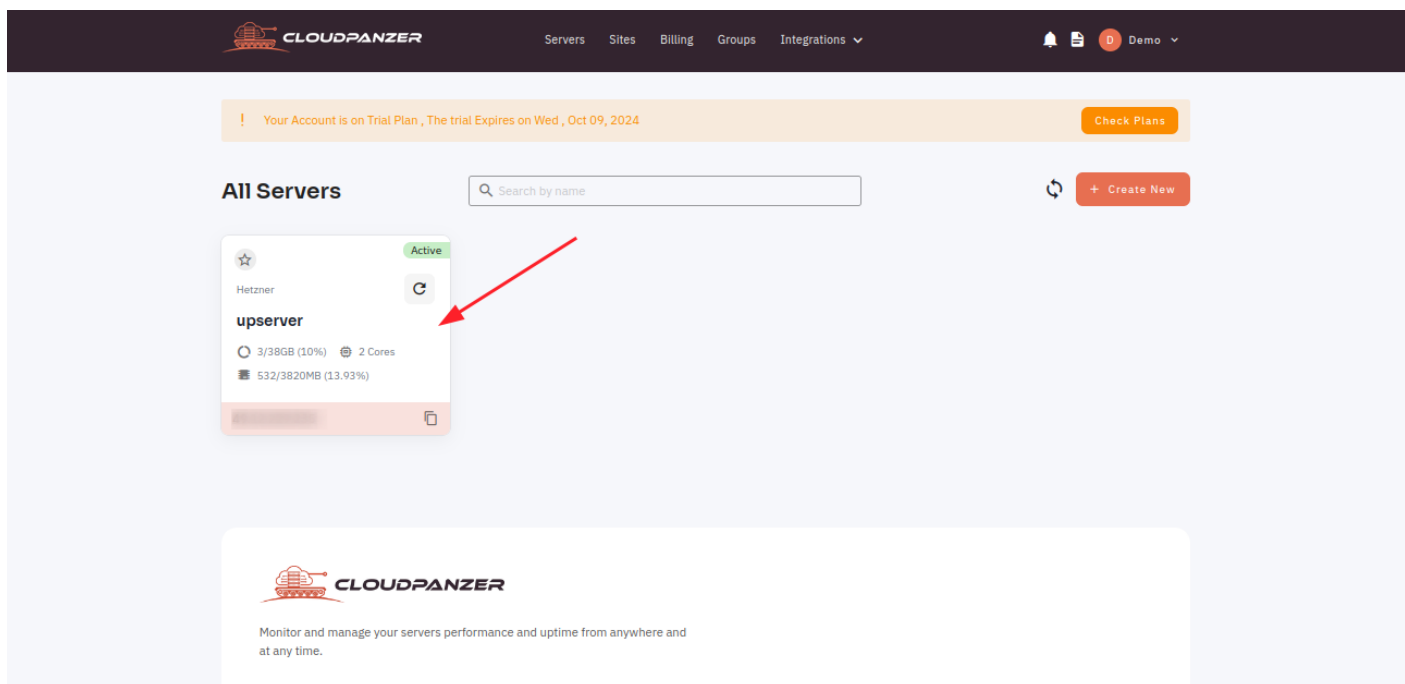 CLOUDPANZER
Servers Sites Billing Groups Integrations
D Demo
! Your Account is on Trial Plan , The trial Expires on Wed , Oct 09, 2024
Check Plans
All Servers
Search by name
+ Create New
Active
Hetzner
upserver
3/38GB (10%) 2 Cores
532/3820MB (13.93%)
CLOUDPANZER
Monitor and manage your servers performance and uptime from anywhere and
at any time.